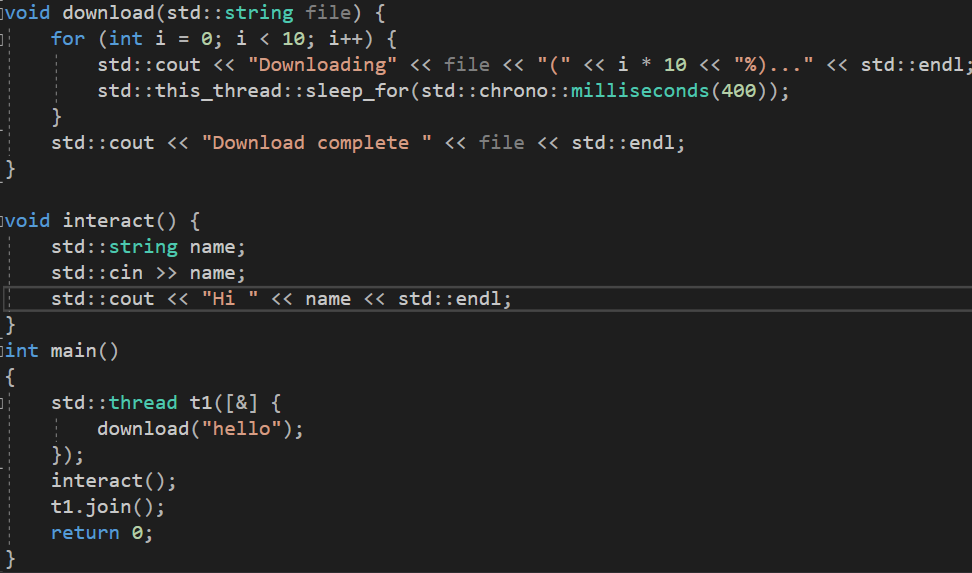 void download(std::string file) {
    for (int i = 0; i < 10; i++) {
        std::cout << "Downloading" << file << "(" << i * 10 << "%)..." << std::endl;
        std::this_thread::sleep_for(std::chrono::milliseconds(400));
    }
    std::cout << "Download complete " << file << std::endl;
}

void interact() {
    std::string name;
    std::cin >> name;
    std::cout << "Hi " << name << std::endl;
}
int main()
{
    std::thread t1([&] {
        download("hello");
    });
    interact();
    t1.join();
    return 0;
}